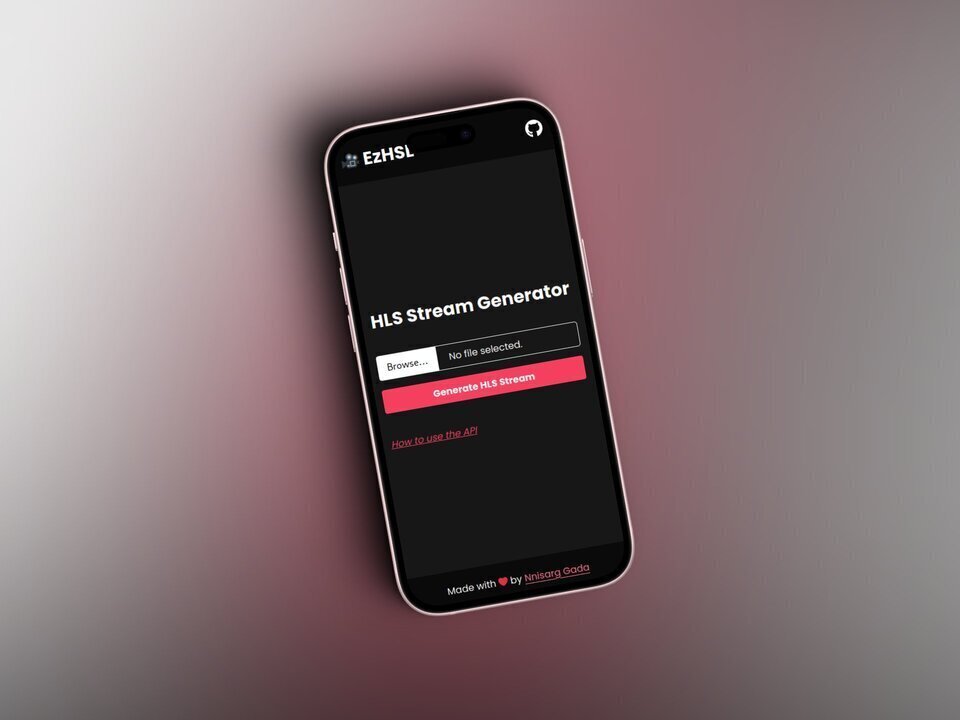 EzHSL
HLS Stream Generator
Browse... No file selected.
Generate HLS Stream
How to use the API
Made with ❤ by Nnisarg Gada